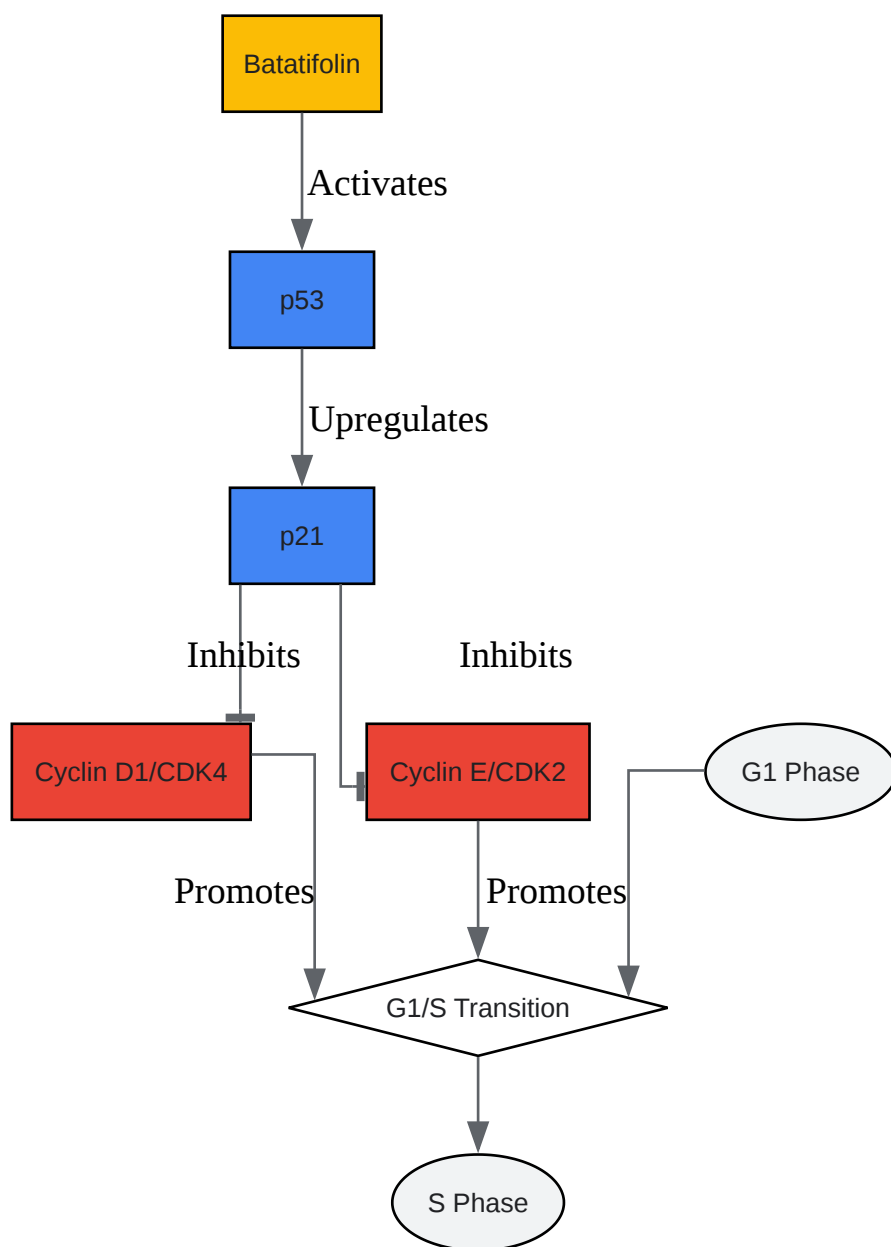 Batatifolin
Activates
p53
Upregulates
p21
Inhibits
Inhibits
Cyclin D1/CDK4
Cyclin E/CDK2
G1 Phase
Promotes
Promotes
G1/S Transition
S Phase